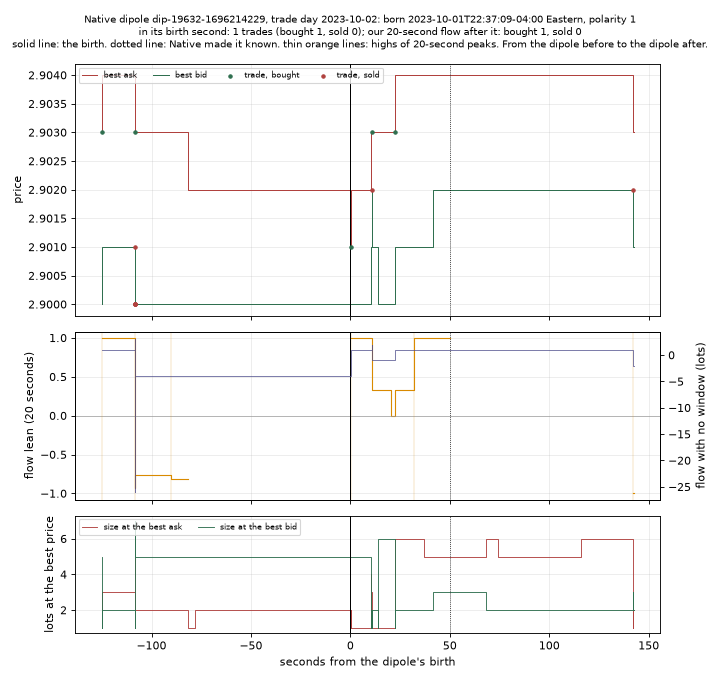 Native dipole dip-19632-1696214229, trade day 2023-10-02: born 2023-10-01T22:37:09-04:00 Eastern, polarity 1
in its birth second: 1 trades (bought 1, sold 0); our 20-second flow after it: bought 1, sold 0
solid line: the birth. dotted line: Native made it known. thin orange lines: highs of 20-second peaks. From the dipole before to the dipole after.
best ask best bid trade, bought trade, sold
2.9040
2.9035
2.9030
2.9025
2.9020
2.9015
2.9010
2.9005
2.9000
price
1.0
0.5
0.0
−0.5
−1.0
flow lean (20 seconds)
0
−5
−10
−15
−20
−25
flow with no window (lots)
size at the best ask size at the best bid
6
4
2
lots at the best price
−100 −50 0 50 100 150
seconds from the dipole's birth